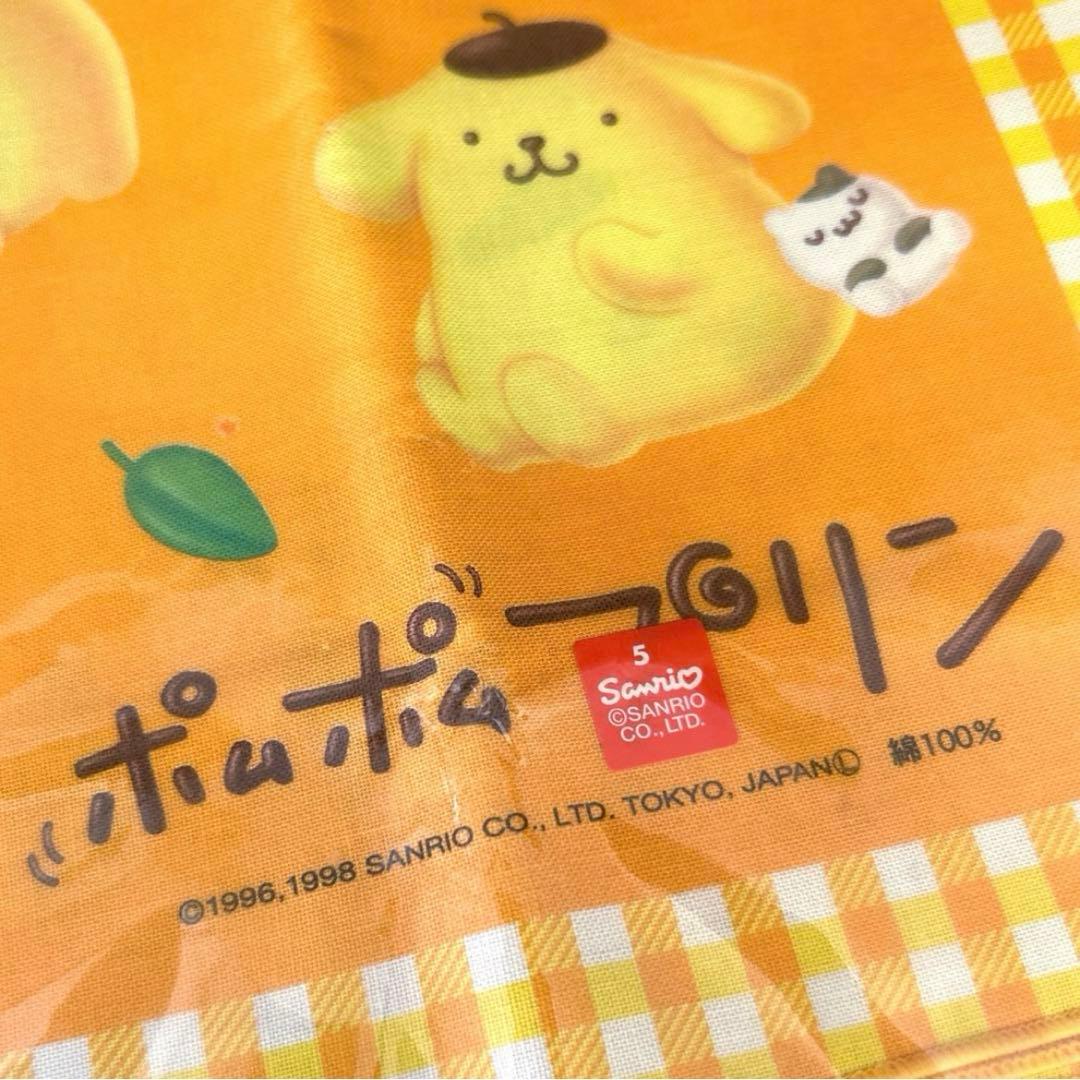 ポムポムプリン
5
Sanrio
©SANRIO
CO., LTD.
©1996,1998 SANRIO CO., LTD. TOKYO, JAPANⓁ 綿100%